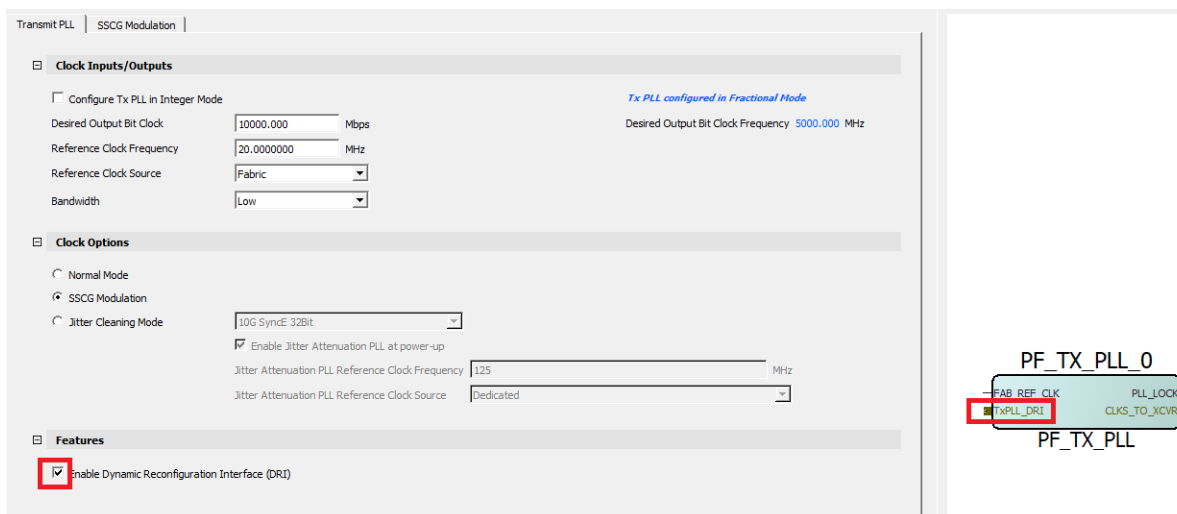 Transmit PLL SSCG Modulation
Clock Inputs/Outputs
Configure Tx PLL in Integer Mode
Tx PLL configured in Fractional Mode
Desired Output Bit Clock 10000.000 Mbps
Desired Output Bit Clock Frequency 5000.000 MHz
Reference Clock Frequency 20.0000000 MHz
Reference Clock Source Fabric
Bandwidth Low
Clock Options
Normal Mode
SSCG Modulation
Jitter Cleaning Mode 10G SyncE 32Bit
Enable Jitter Attenuation PLL at power-up
Jitter Attenuation PLL Reference Clock Frequency 125 MHz
Jitter Attenuation PLL Reference Clock Source Dedicated
Features
Enable Dynamic Reconfiguration Interface (DRI)
PF_TX_PLL_0
FAB_REF_CLK PLL_LOCK
TxPLL_DRI CLKS_TO_XCVR
PF_TX_PLL